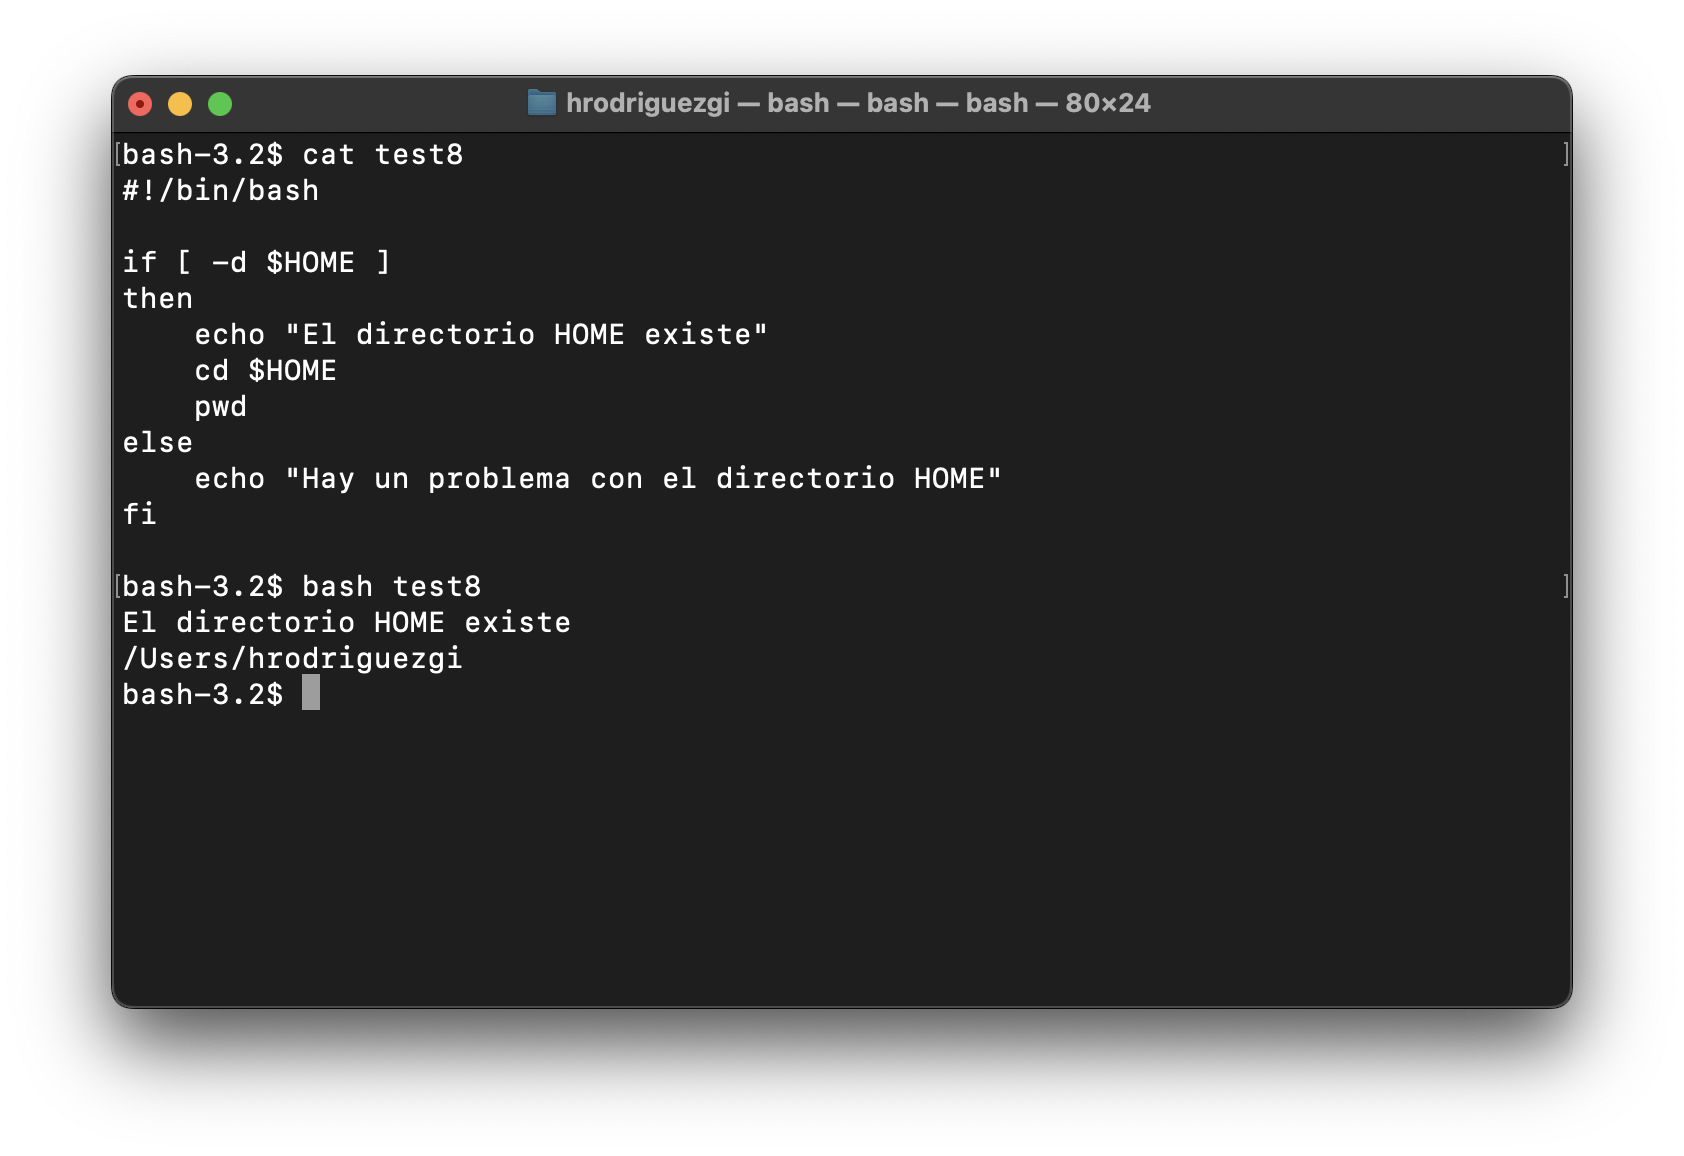 hrodriguezgi — bash — bash — bash — 80×24
[bash-3.2$ cat test8 ]
#!/bin/bash
if [ -d $HOME ]
then
    echo "El directorio HOME existe"
    cd $HOME
    pwd
else
    echo "Hay un problema con el directorio HOME"
fi
[bash-3.2$ bash test8 ]
El directorio HOME existe
/Users/hrodriguezgi
bash-3.2$